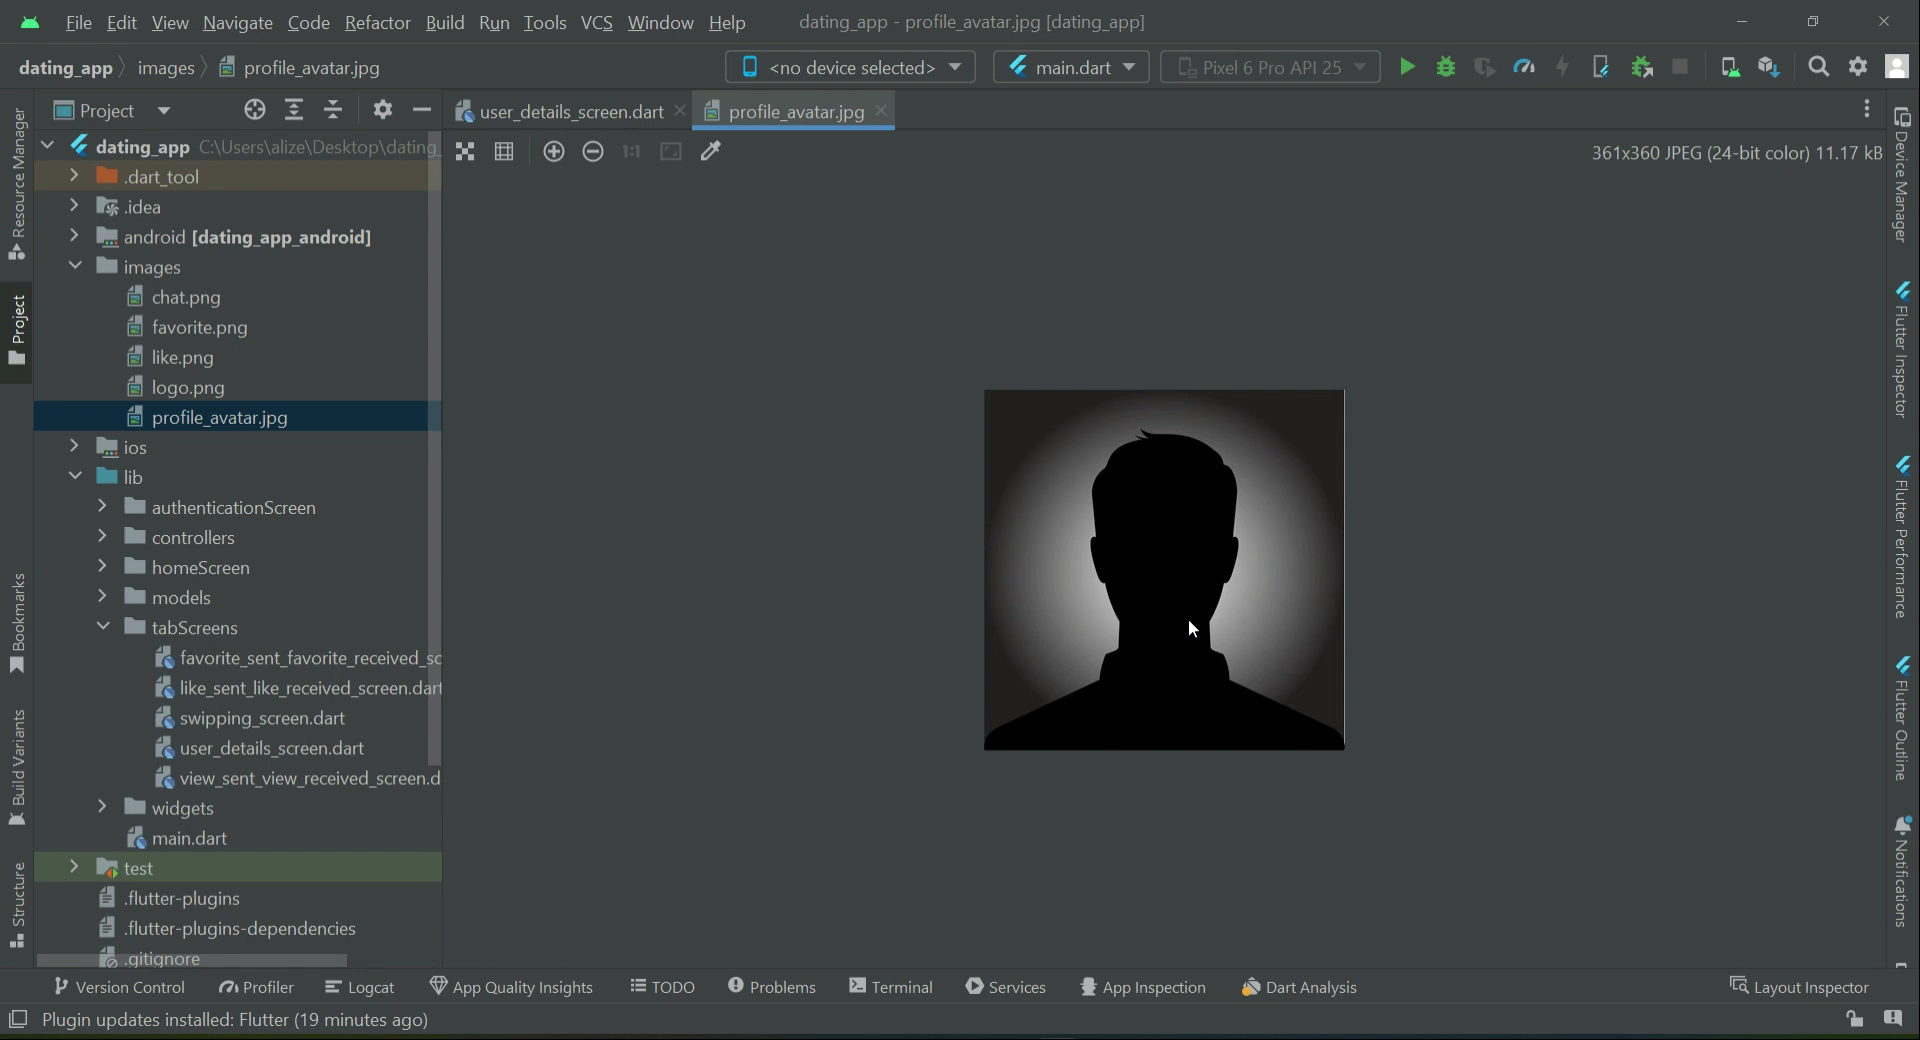 File Edit View Navigate Code Refactor Build Run Tools VCS Window Help dating_app - profile_avatar.jpg [dating_app]
dating_app images profile_avatar.jpg <no device selected> main.dart Pixel 6 Pro API 25
Project user_details_screen.dart profile_avatar.jpg
dating_app C:\Users\alize\Desktop\dating_
1:1 361x360 JPEG (24-bit color) 11.17 kB
.dart_tool
.idea
android [dating_app_android]
images
chat.png
favorite.png
like.png
logo.png
profile_avatar.jpg
ios
lib
authenticationScreen
controllers
homeScreen
models
tabScreens
favorite_sent_favorite_received_sc
like_sent_like_received_screen.dart
swipping_screen.dart
user_details_screen.dart
view_sent_view_received_screen.d
widgets
main.dart
test
.flutter-plugins
.flutter-plugins-dependencies
.gitignore
Resource Manager
Project
Bookmarks
Build Variants
Structure
Device Manager
Flutter Inspector
Flutter Performance
Flutter Outline
Notifications
Version Control Profiler Logcat App Quality Insights TODO Problems Terminal Services App Inspection Dart Analysis Layout Inspector
Plugin updates installed: Flutter (19 minutes ago)